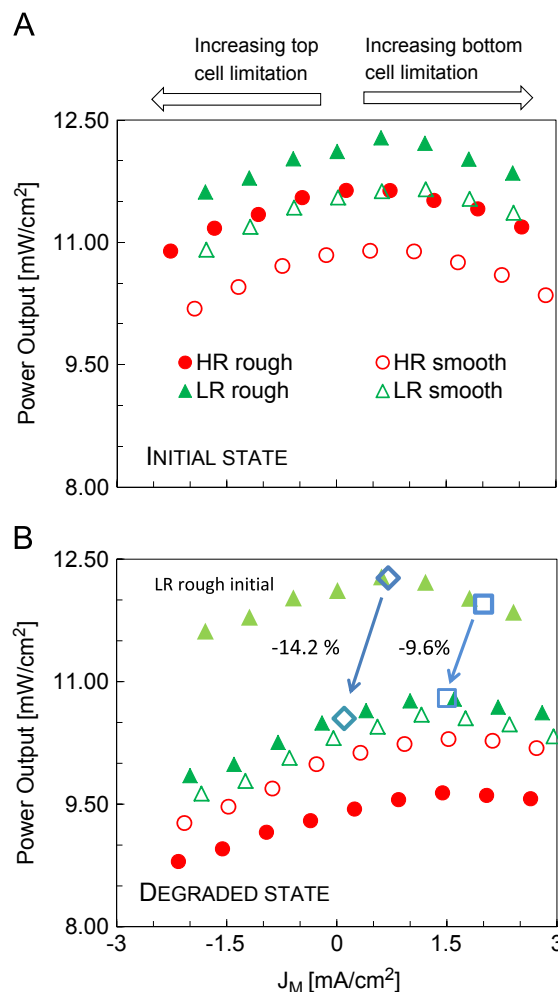 A
Increasing top
cell limitation
Increasing bottom
cell limitation
12.50
11.00
9.50
8.00
Power Output [mW/cm²]
HR rough
HR smooth
LR rough
LR smooth
INITIAL STATE
B
12.50
11.00
9.50
8.00
Power Output [mW/cm²]
LR rough initial
-14.2 %
-9.6%
DEGRADED STATE
-3
-1.5
0
1.5
3
J_M [mA/cm²]